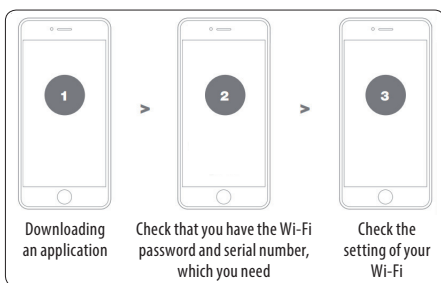 1
>
2
>
3
Downloading
an application
Check that you have the Wi-Fi
password and serial number,
which you need
Check the
setting of your
Wi-Fi